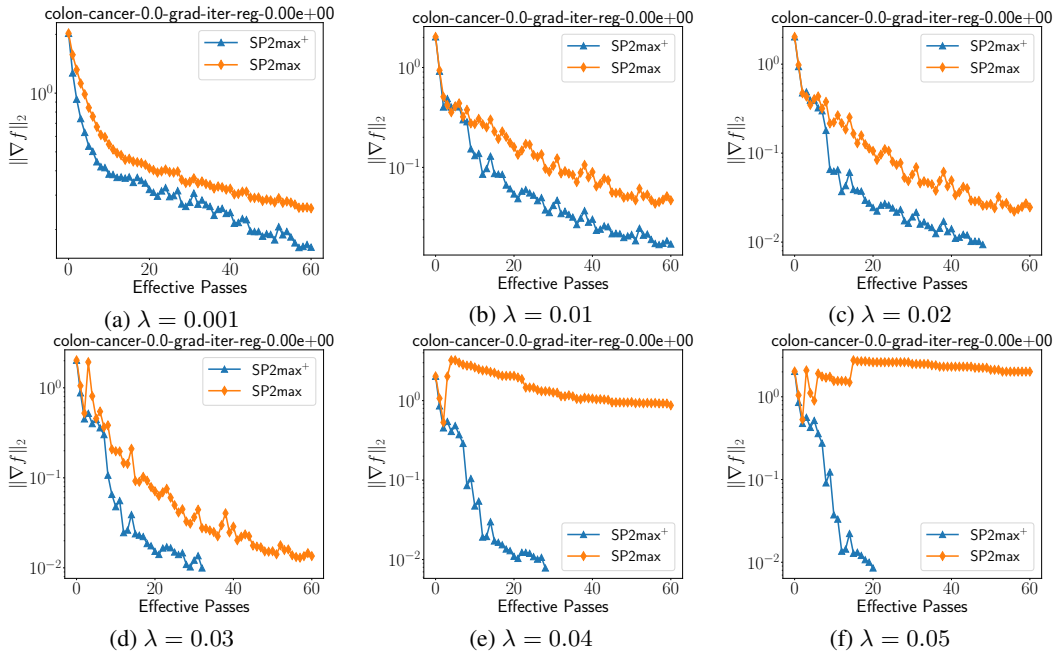 colon-cancer-0.0-grad-iter-reg-0.00e+00
SP2max⁺
SP2max
10⁰
‖∇f‖₂
0 20 40 60
Effective Passes
(a) λ = 0.001
colon-cancer-0.0-grad-iter-reg-0.00e+00
SP2max⁺
SP2max
10⁰
10⁻¹
‖∇f‖₂
0 20 40 60
Effective Passes
(b) λ = 0.01
colon-cancer-0.0-grad-iter-reg-0.00e+00
SP2max⁺
SP2max
10⁰
10⁻¹
10⁻²
‖∇f‖₂
0 20 40 60
Effective Passes
(c) λ = 0.02
colon-cancer-0.0-grad-iter-reg-0.00e+00
SP2max⁺
SP2max
10⁰
10⁻¹
10⁻²
‖∇f‖₂
0 20 40 60
Effective Passes
(d) λ = 0.03
colon-cancer-0.0-grad-iter-reg-0.00e+00
10⁰
10⁻¹
10⁻²
‖∇f‖₂
SP2max⁺
SP2max
0 20 40 60
Effective Passes
(e) λ = 0.04
colon-cancer-0.0-grad-iter-reg-0.00e+00
10⁰
10⁻¹
10⁻²
‖∇f‖₂
SP2max⁺
SP2max
0 20 40 60
Effective Passes
(f) λ = 0.05